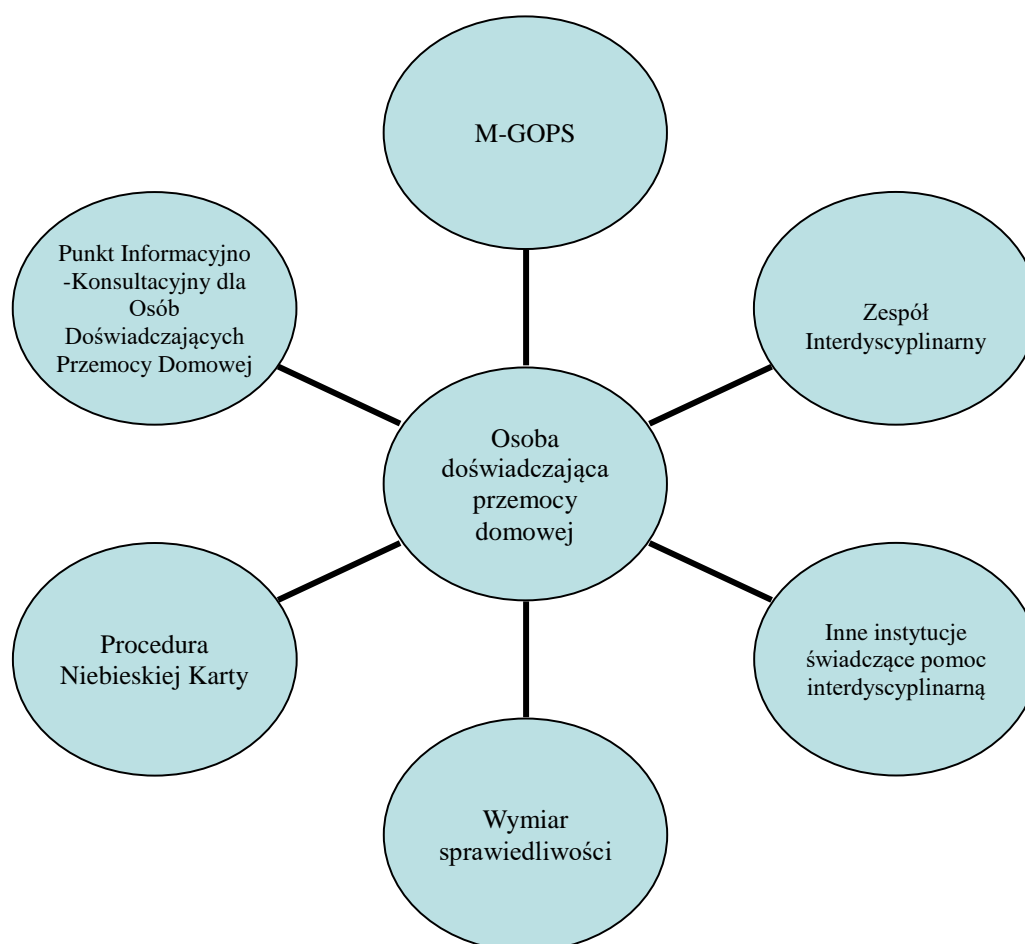 M-GOPS
Punkt Informacyjno
-Konsultacyjny dla
Osób
Doświadczających
Przemocy Domowej
Zespół
Interdyscyplinarny
Osoba
doświadczająca
przemocy
domowej
Procedura
Niebieskiej Karty
Inne instytucje
świadczące pomoc
interdyscyplinarną
Wymiar
sprawiedliwości